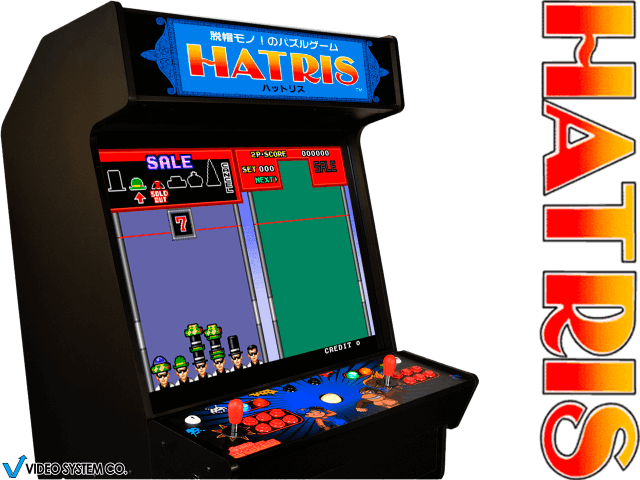 脱帽モノ!のパズルゲーム
HATRIS
TM
ハットリス
SALE
SOLD
OUT
7
2P-SCORE 000000
SET 000
NEXT↓
SALE
CREDIT 0
VIDEO SYSTEM CO.
HATRIS